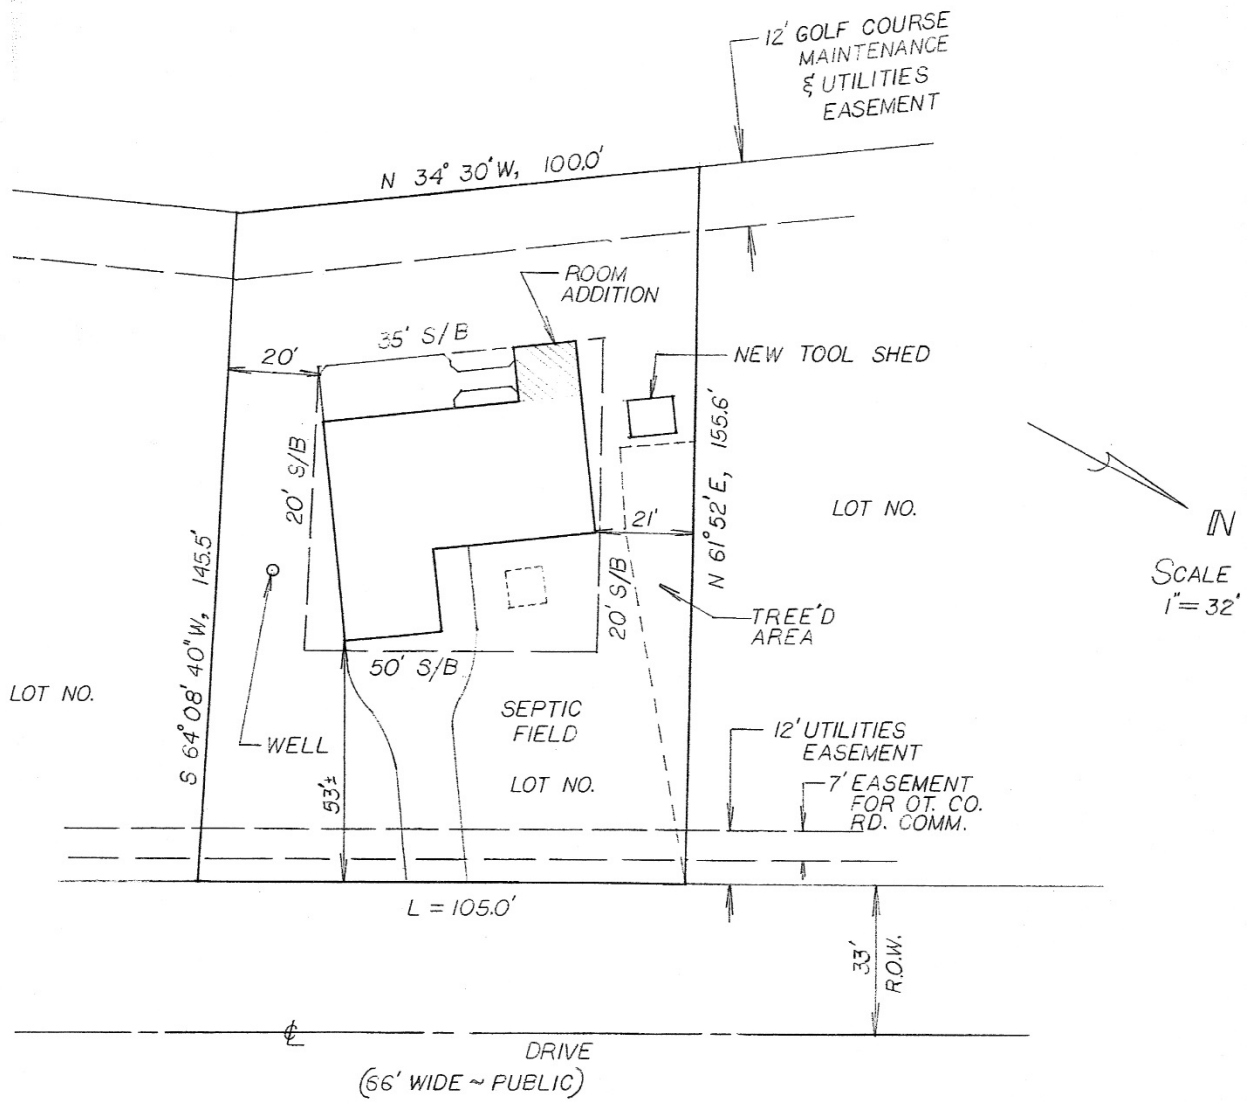 12' GOLF COURSE
MAINTENANCE
& UTILITIES
EASEMENT
N 34° 30' W, 100.0'
ROOM
ADDITION
35' S/B
20'
NEW TOOL SHED
20' S/B
N 61° 52' E, 155.6'
LOT NO.
21'
N
SCALE
1" = 32'
S 64° 08' 40" W, 145.5'
20' S/B
TREE'D
AREA
50' S/B
LOT NO.
SEPTIC
FIELD
WELL
12' UTILITIES
EASEMENT
LOT NO.
53'±
7' EASEMENT
FOR OT. CO.
RD. COMM.
L = 105.0'
33'
R.O.W.
℄
DRIVE
(66' WIDE ~ PUBLIC)